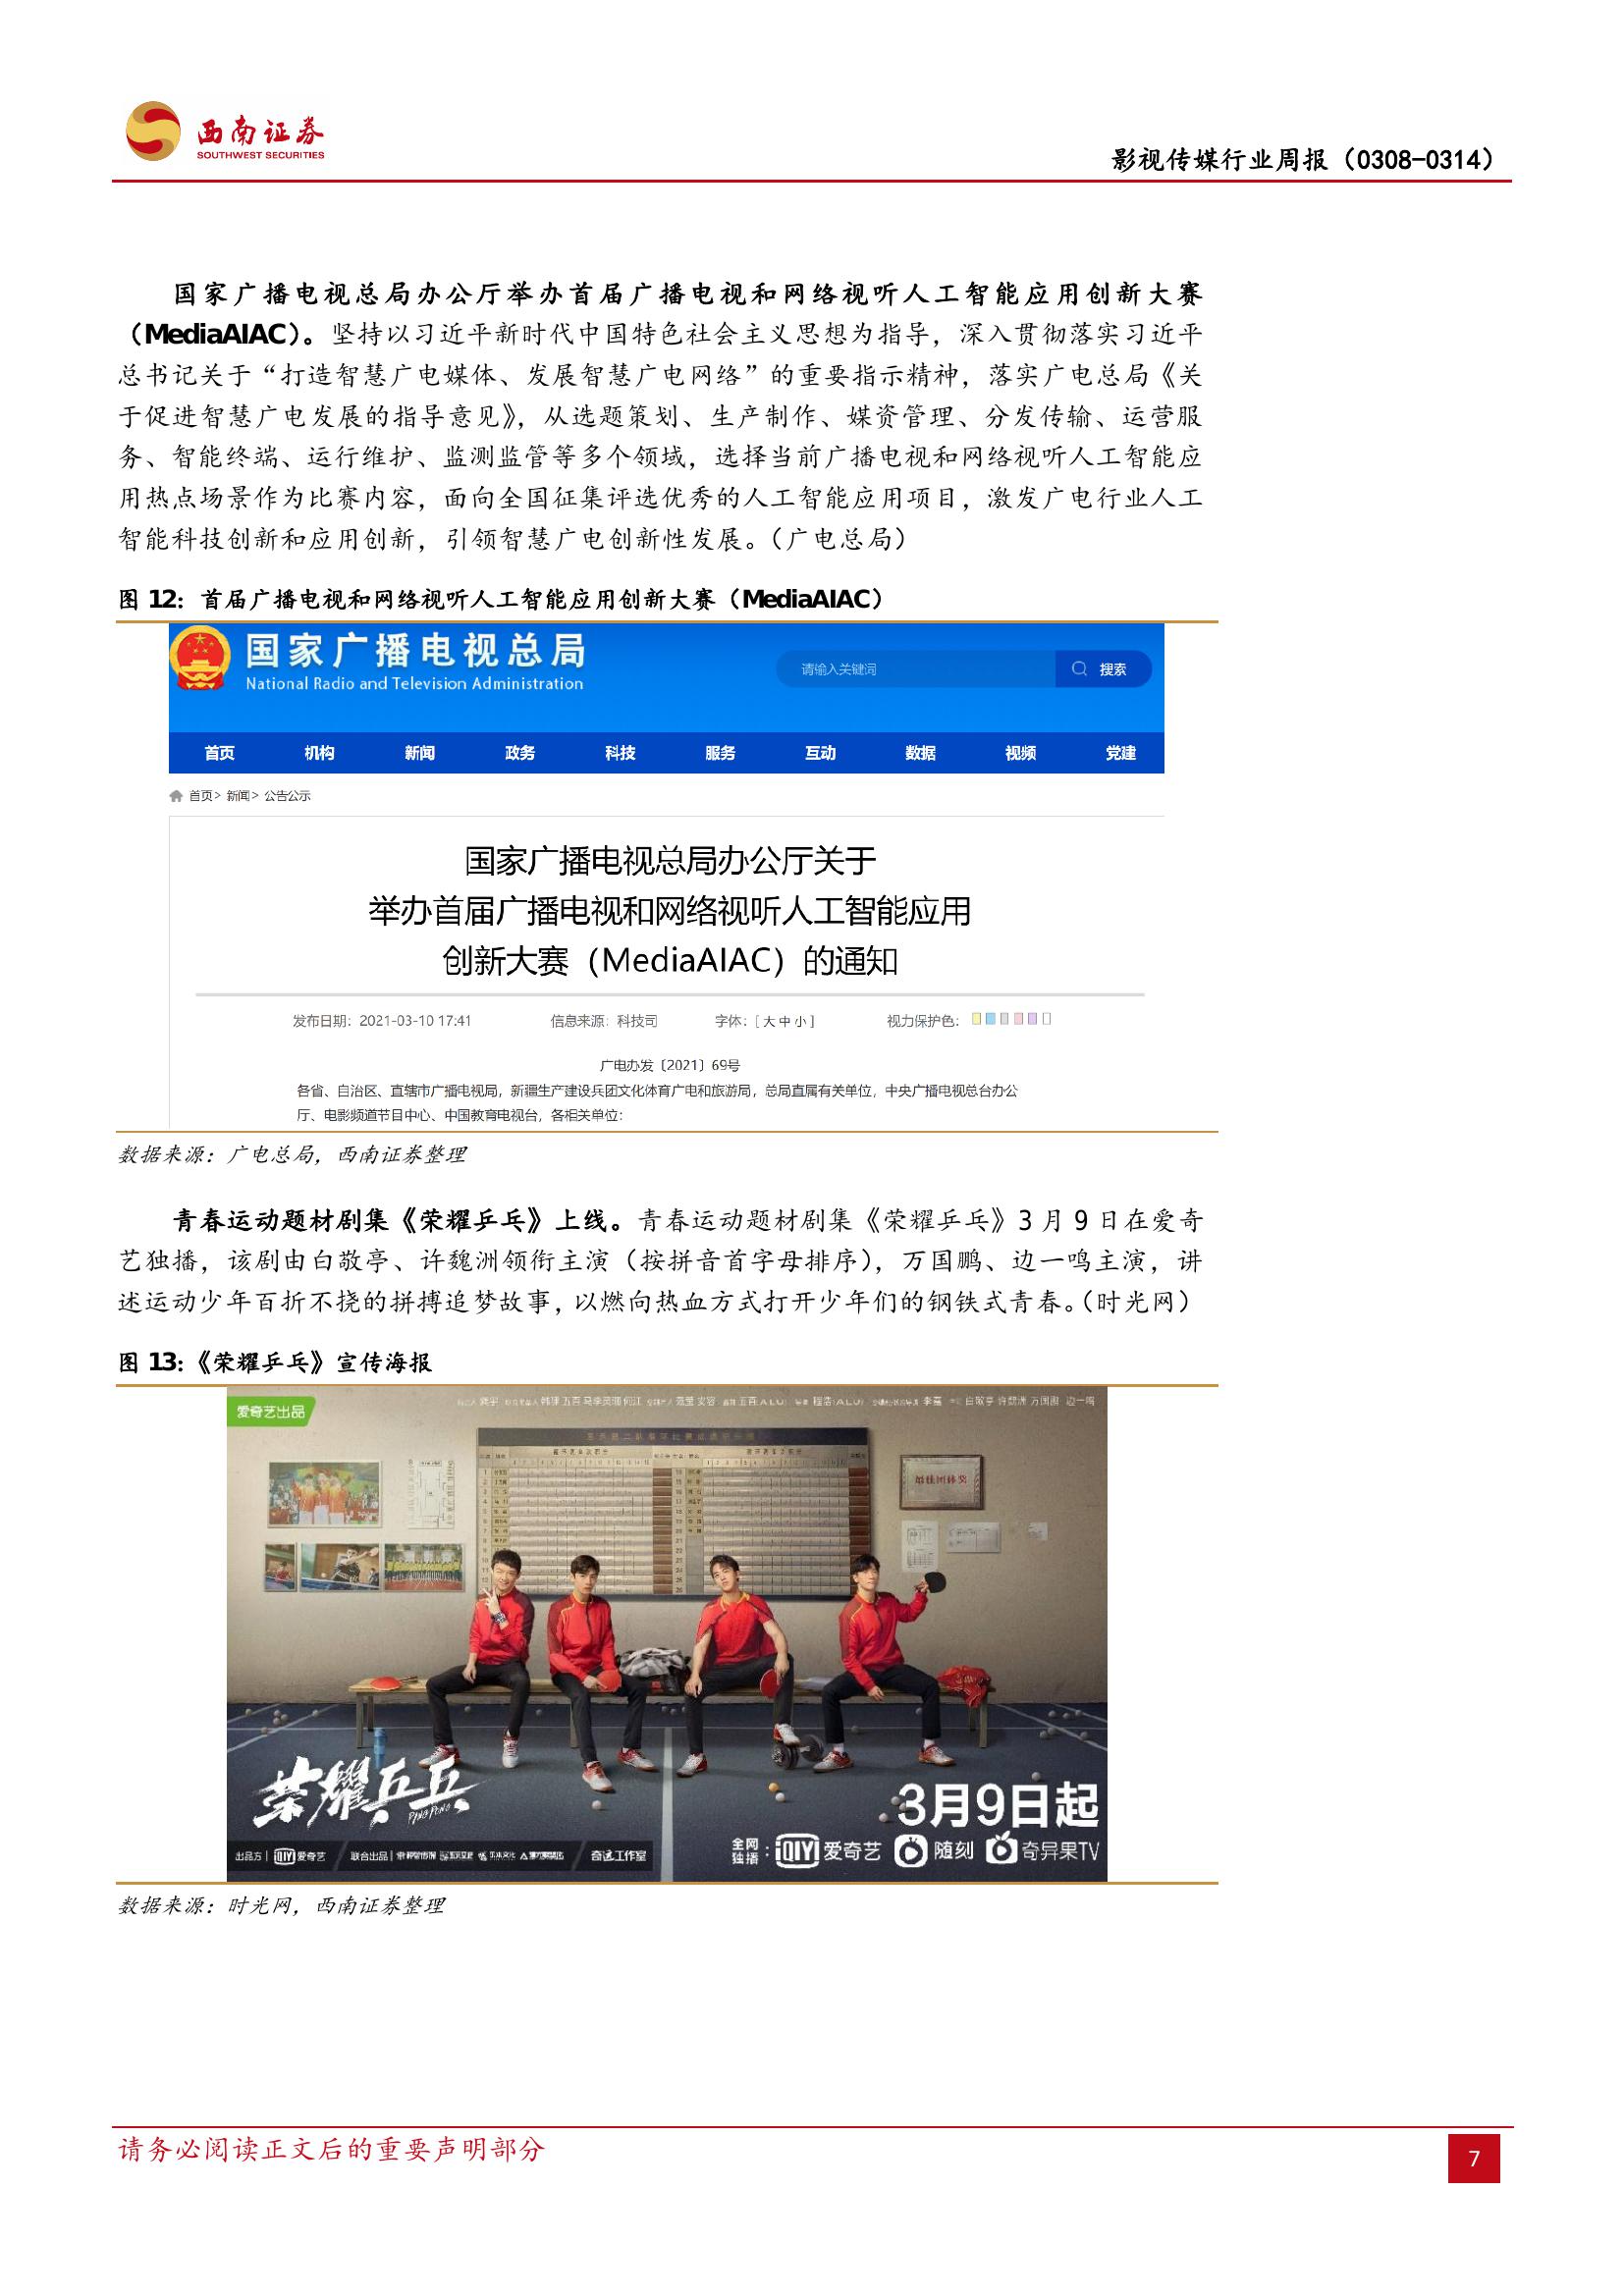 西南证券
SOUTHWEST SECURITIES
影视传媒行业周报（0308-0314）
国家广播电视总局办公厅举办首届广播电视和网络视听人工智能应用创新大赛
（MediaAIAC）。坚持以习近平新时代中国特色社会主义思想为指导，深入贯彻落实习近平
总书记关于“打造智慧广电媒体、发展智慧广电网络”的重要指示精神，落实广电总局《关
于促进智慧广电发展的指导意见》，从选题策划、生产制作、媒资管理、分发传输、运营服
务、智能终端、运行维护、监测监管等多个领域，选择当前广播电视和网络视听人工智能应
用热点场景作为比赛内容，面向全国征集评选优秀的人工智能应用项目，激发广电行业人工
智能科技创新和应用创新，引领智慧广电创新性发展。（广电总局）
图 12：首届广播电视和网络视听人工智能应用创新大赛（MediaAIAC）
国家广播电视总局
National Radio and Television Administration
请输入关键词 搜索
首页 机构 新闻 政务 科技 服务 互动 数据 视频 党建
首页> 新闻> 公告公示
国家广播电视总局办公厅关于
举办首届广播电视和网络视听人工智能应用
创新大赛（MediaAIAC）的通知
发布日期：2021-03-10 17:41 信息来源：科技司 字体：[ 大 中 小 ] 视力保护色：
广电办发〔2021〕69号
各省、自治区、直辖市广播电视局，新疆生产建设兵团文化体育广电和旅游局，总局直属有关单位，中央广播电视总台办公
厅、电影频道节目中心、中国教育电视台，各相关单位：
数据来源：广电总局，西南证券整理
青春运动题材剧集《荣耀乒乓》上线。青春运动题材剧集《荣耀乒乓》3 月 9 日在爱奇
艺独播，该剧由白敬亭、许魏洲领衔主演（按拼音首字母排序），万国鹏、边一鸣主演，讲
述运动少年百折不挠的拼搏追梦故事，以燃向热血方式打开少年们的钢铁式青春。（时光网）
图 13：《荣耀乒乓》宣传海报
爱奇艺出品
白敬亭 许魏洲 万国鹏 边一鸣
荣耀乒乓
PING PONG
3月9日起
出品方 | iQIYI 爱奇艺 联合出品 | 奇迹工作室
全网独播：iQIYI 爱奇艺 随刻 奇异果TV
数据来源：时光网，西南证券整理
请务必阅读正文后的重要声明部分
7